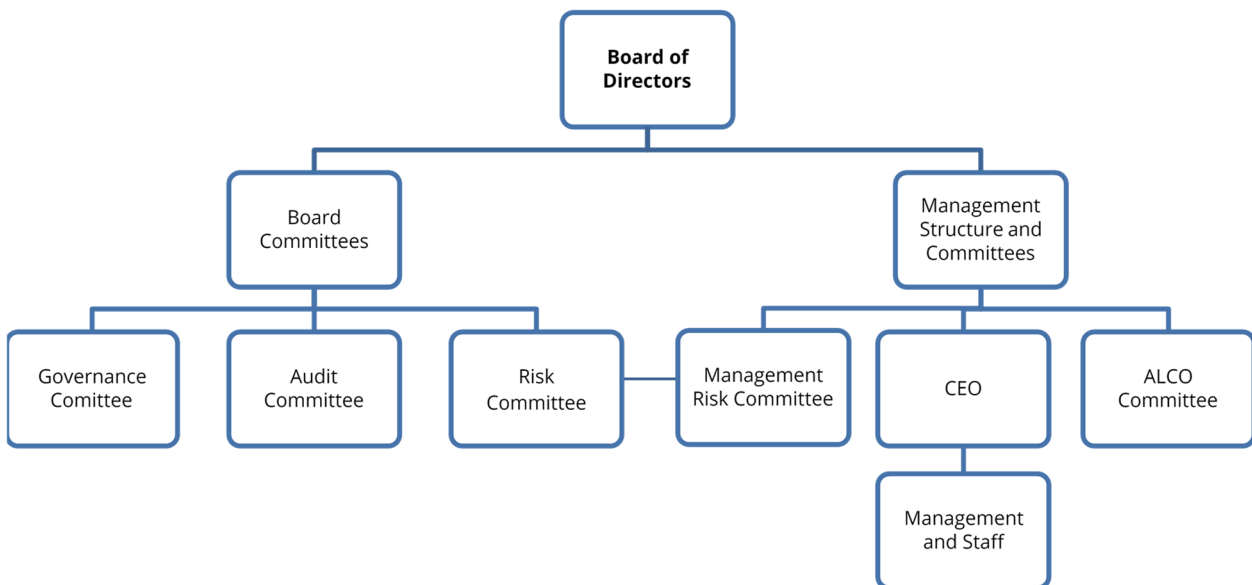 Board of
Directors
Board
Committees
Management
Structure and
Committees
Governance
Comittee
Audit
Committee
Risk
Committee
Management
Risk Committee
CEO
ALCO
Committee
Management
and Staff